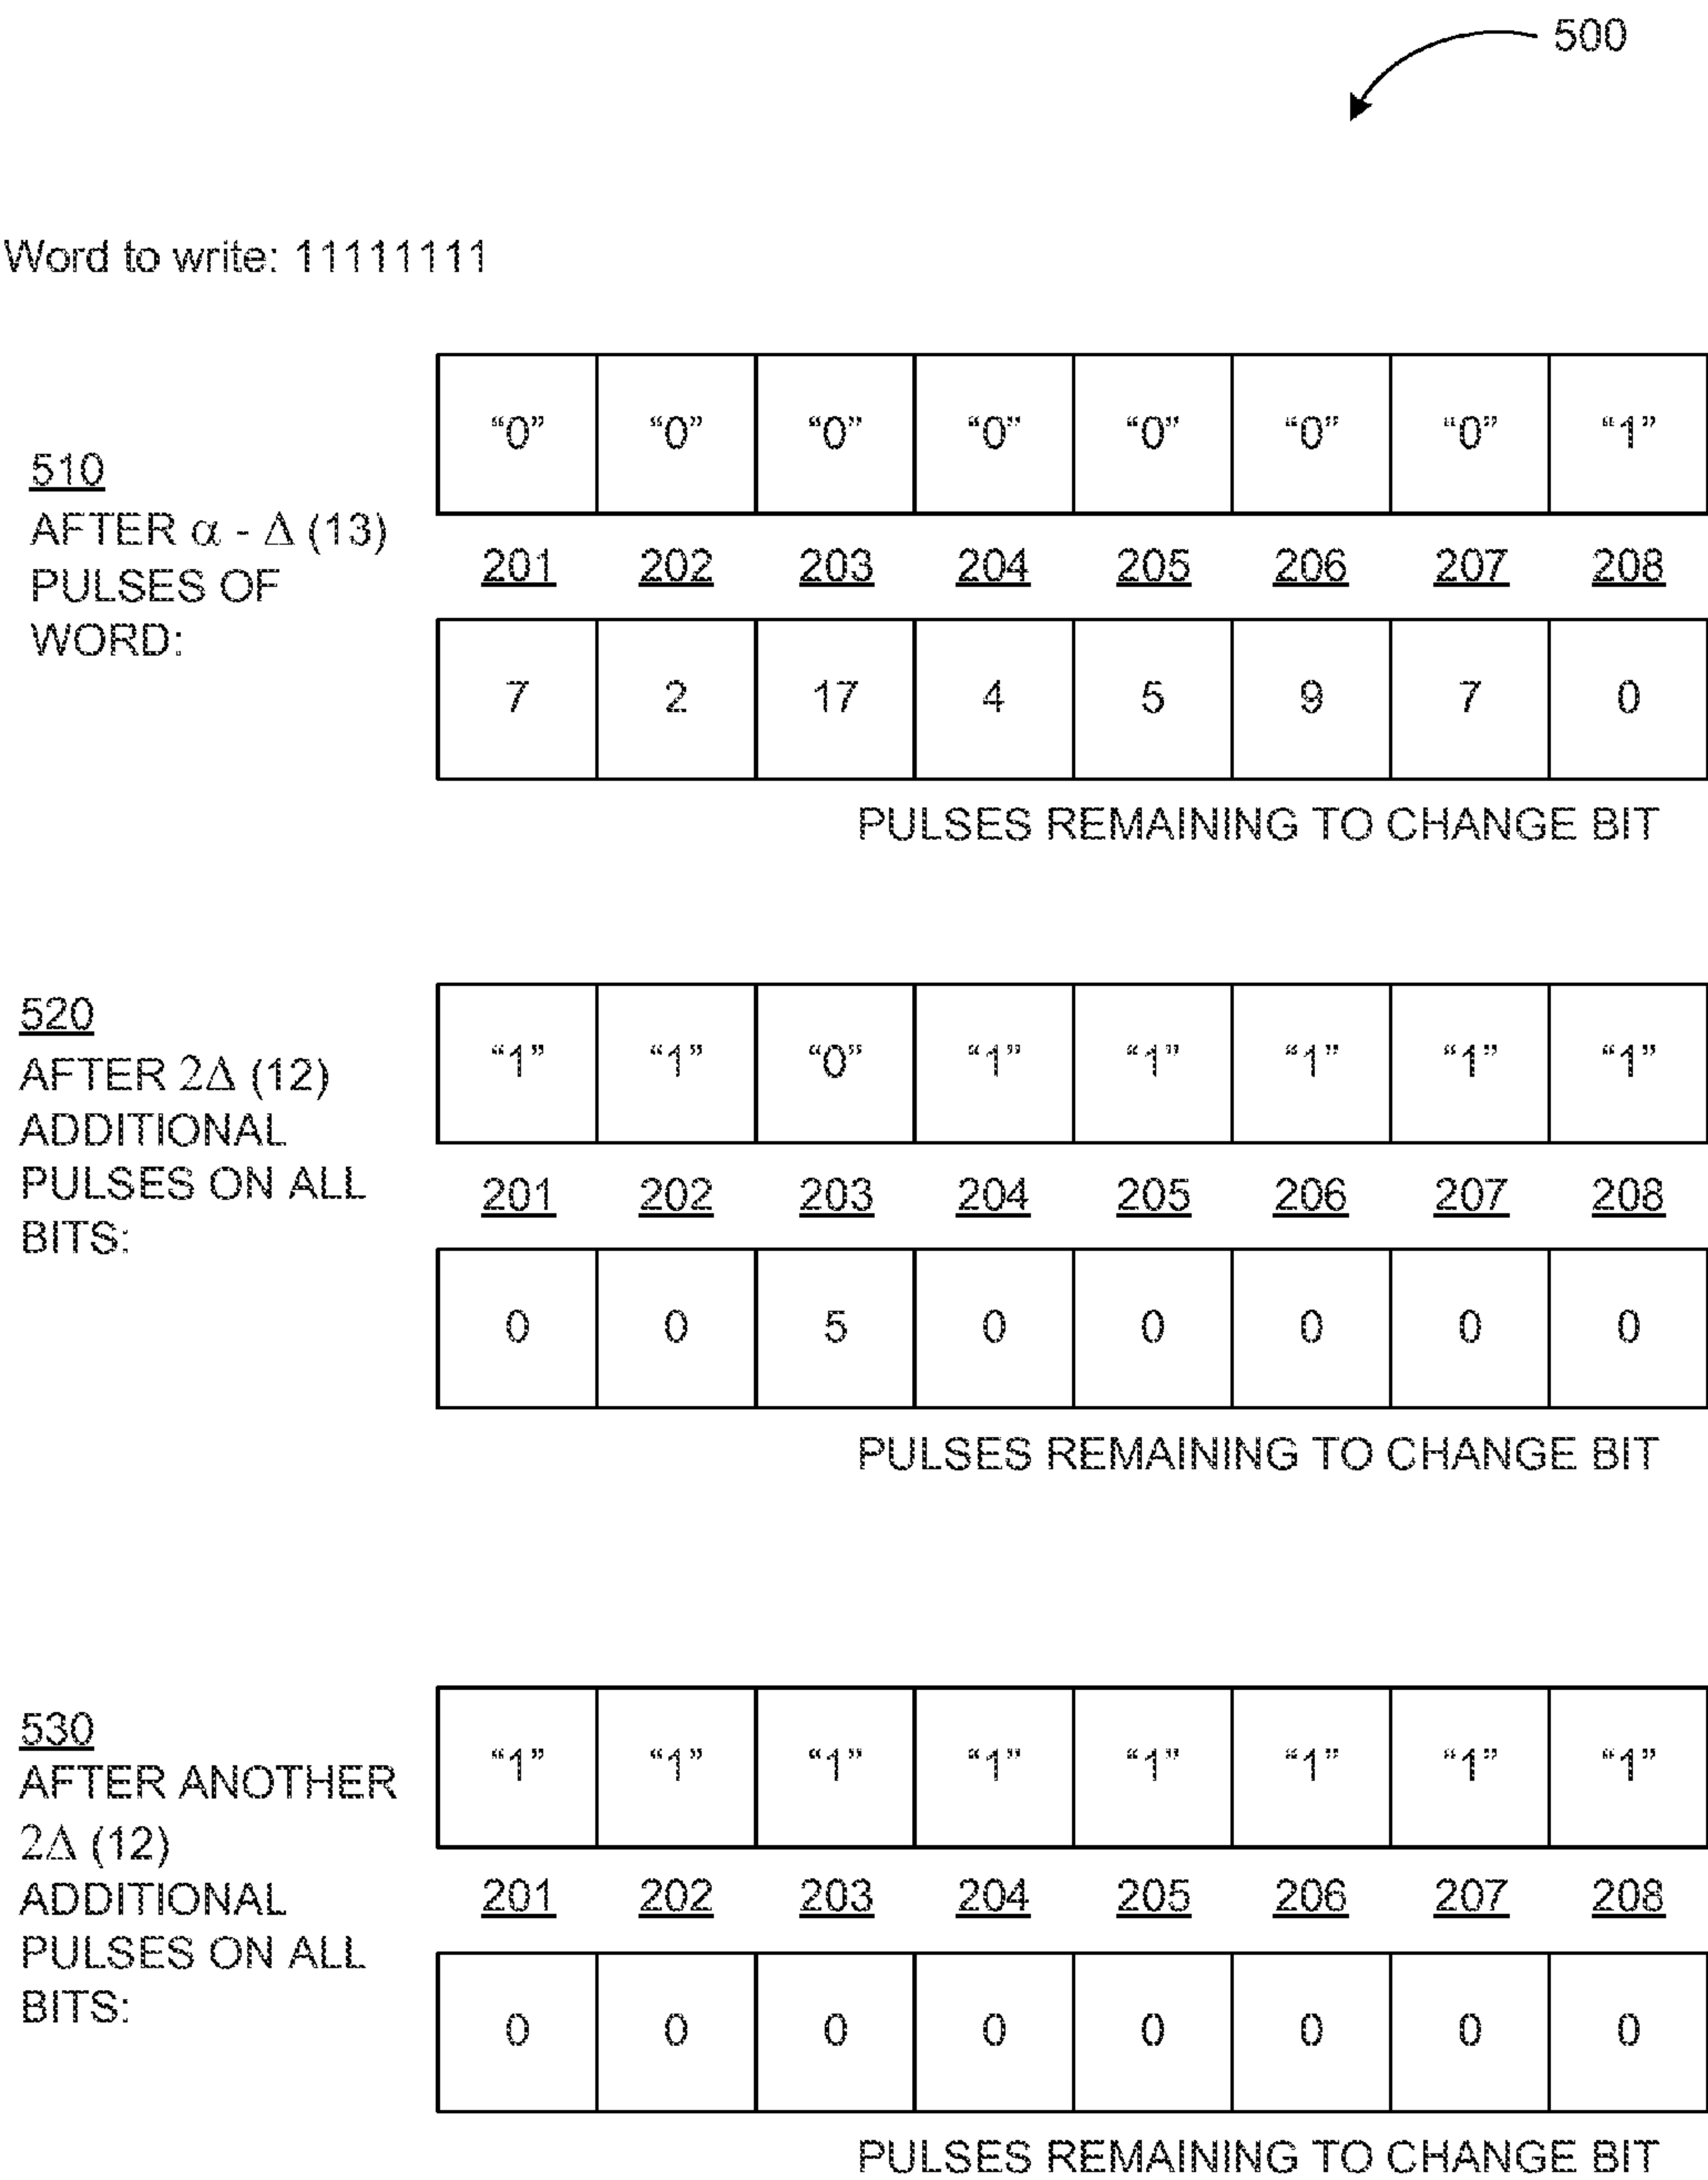 500
Word to write: 11111111
510
AFTER α - Δ (13)
PULSES OF
WORD:
“0” “0” “0” “0” “0” “0” “0” “1”
201 202 203 204 205 206 207 208
7 2 17 4 5 9 7 0
PULSES REMAINING TO CHANGE BIT
520
AFTER 2Δ (12)
ADDITIONAL
PULSES ON ALL
BITS:
“1” “1” “0” “1” “1” “1” “1” “1”
201 202 203 204 205 206 207 208
0 0 5 0 0 0 0 0
PULSES REMAINING TO CHANGE BIT
530
AFTER ANOTHER
2Δ (12)
ADDITIONAL
PULSES ON ALL
BITS:
“1” “1” “1” “1” “1” “1” “1” “1”
201 202 203 204 205 206 207 208
0 0 0 0 0 0 0 0
PULSES REMAINING TO CHANGE BIT